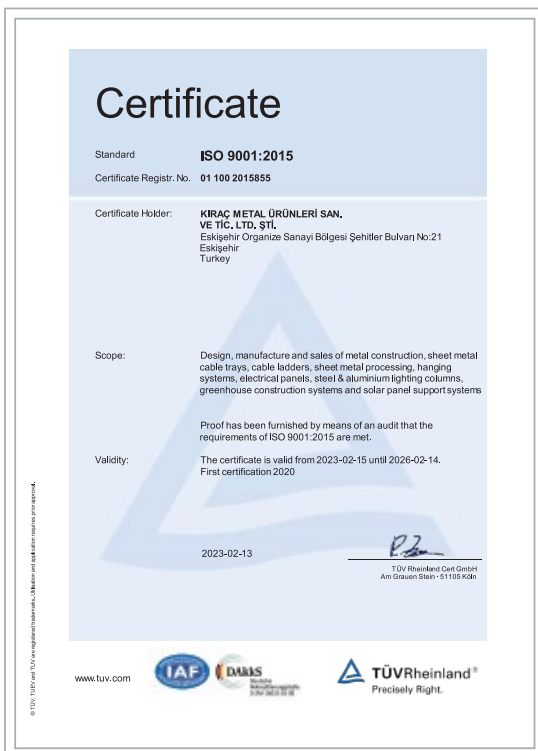 Certificate
Standard ISO 9001:2015
Certificate Registr. No. 01 100 2015855
Certificate Holder: KIRAÇ METAL ÜRÜNLERİ SAN.
VE TİC. LTD. ŞTİ.
Eskişehir Organize Sanayi Bölgesi Şehitler Bulvarı No:21
Eskişehir
Turkey
Scope: Design, manufacture and sales of metal construction, sheet metal
cable trays, cable ladders, sheet metal processing, hanging
systems, electrical panels, steel & aluminium lighting columns,
greenhouse construction systems and solar panel support systems
Proof has been furnished by means of an audit that the
requirements of ISO 9001:2015 are met.
Validity: The certificate is valid from 2023-02-15 until 2026-02-14.
First certification 2020
2023-02-13
TÜV Rheinland Cert GmbH
Am Grauen Stein · 51105 Köln
© TÜV, TUEV and TUV are registered trademarks. Utilisation and application requires prior approval.
www.tuv.com
IAF
DAkkS
Deutsche
Akkreditierungsstelle
TÜVRheinland®
Precisely Right.